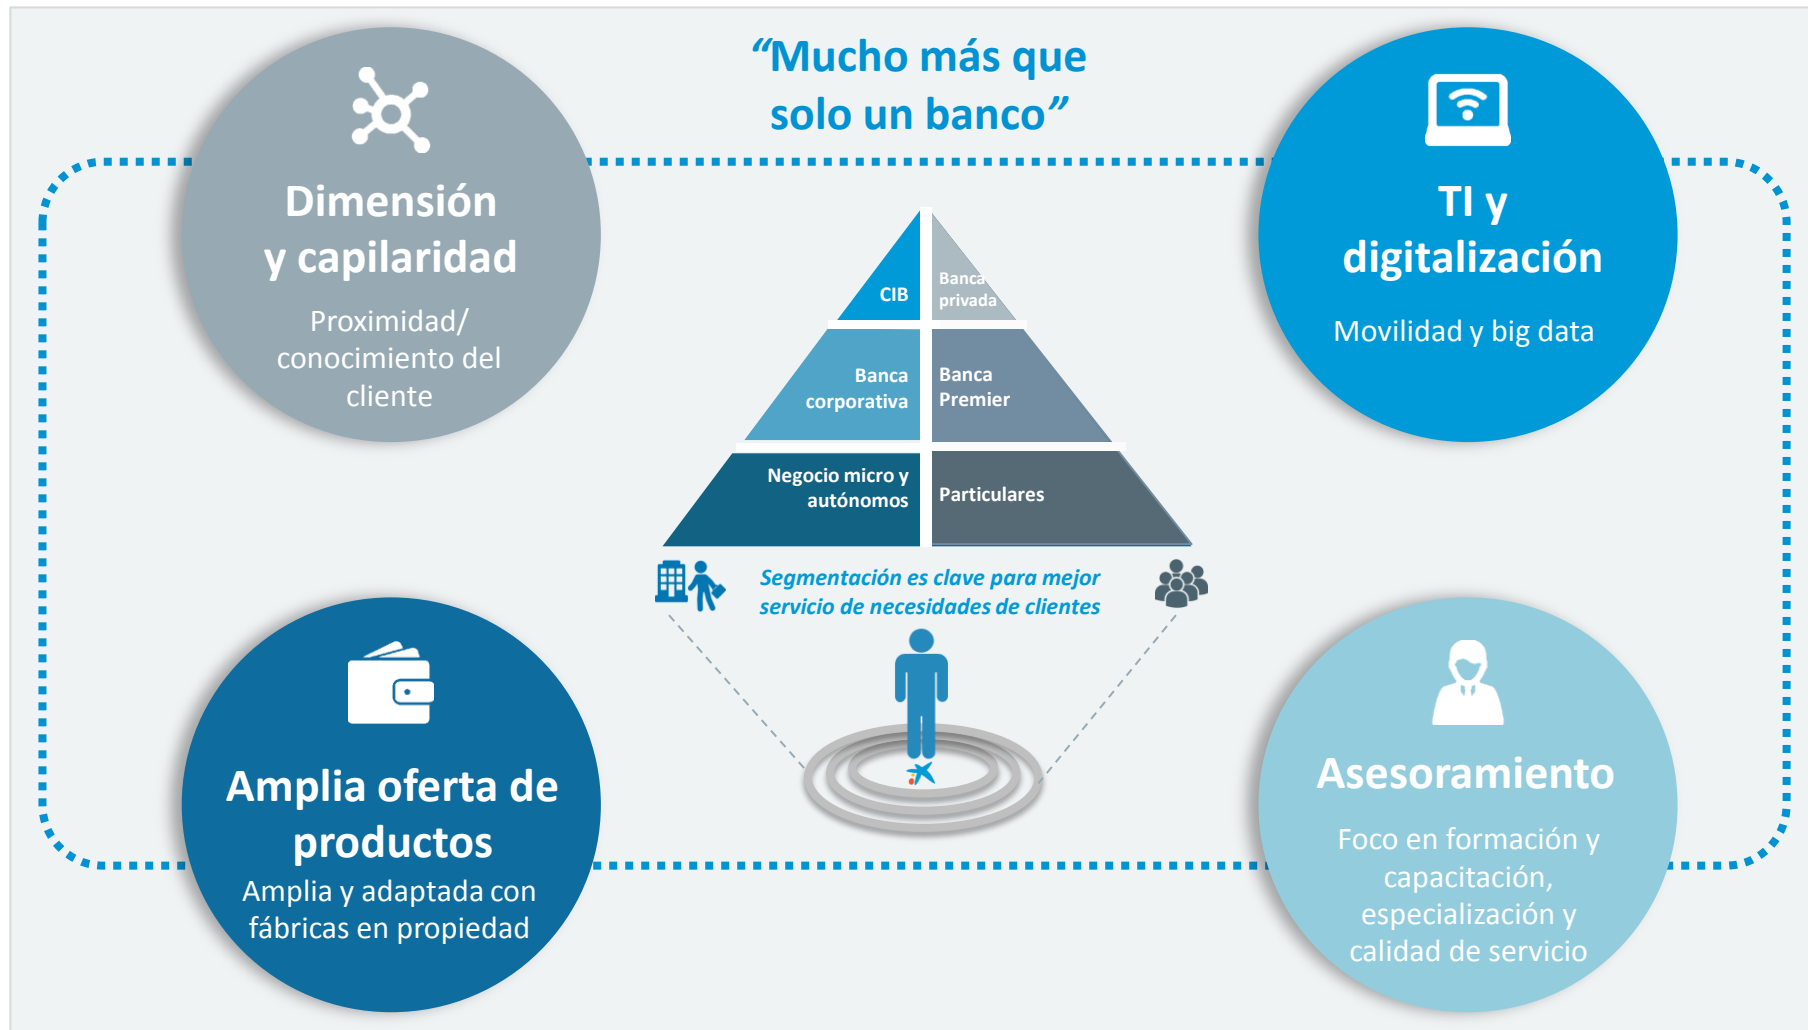 “Mucho más que
solo un banco”
Dimensión
y capilaridad
Proximidad/
conocimiento del
cliente
TI y
digitalización
Movilidad y big data
CIB
Banca
privada
Banca
corporativa
Banca
Premier
Negocio micro y
autónomos
Particulares
Segmentación es clave para mejor
servicio de necesidades de clientes
Amplia oferta de
productos
Amplia y adaptada con
fábricas en propiedad
Asesoramiento
Foco en formación y
capacitación,
especialización y
calidad de servicio